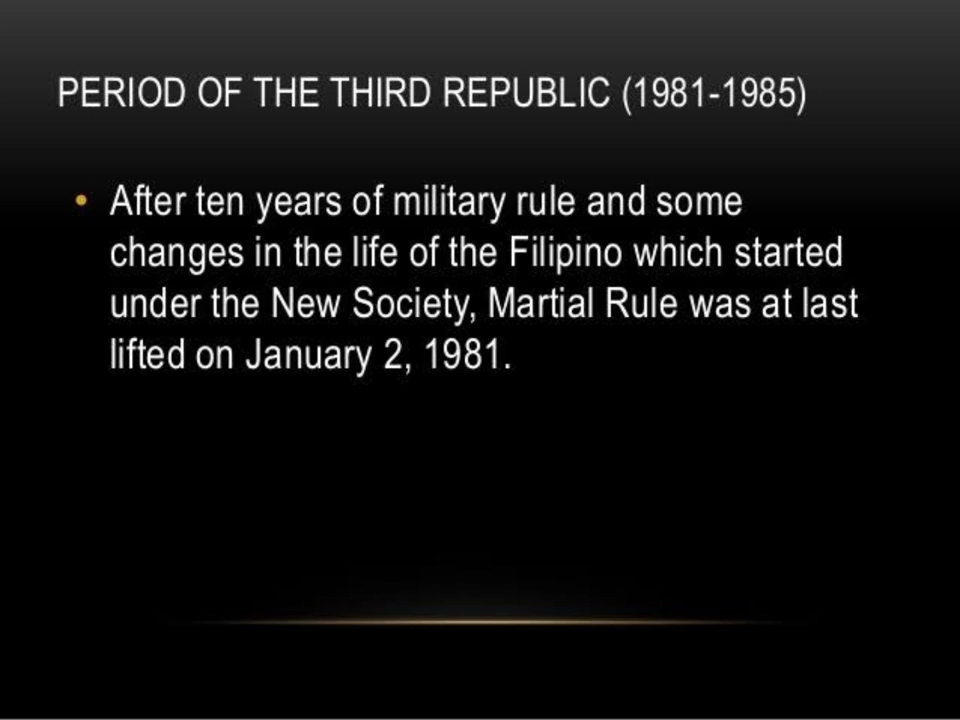 PERIOD OF THE THIRD REPUBLIC (1981-1985)
• After ten years of military rule and some
changes in the life of the Filipino which started
under the New Society, Martial Rule was at last
lifted on January 2, 1981.